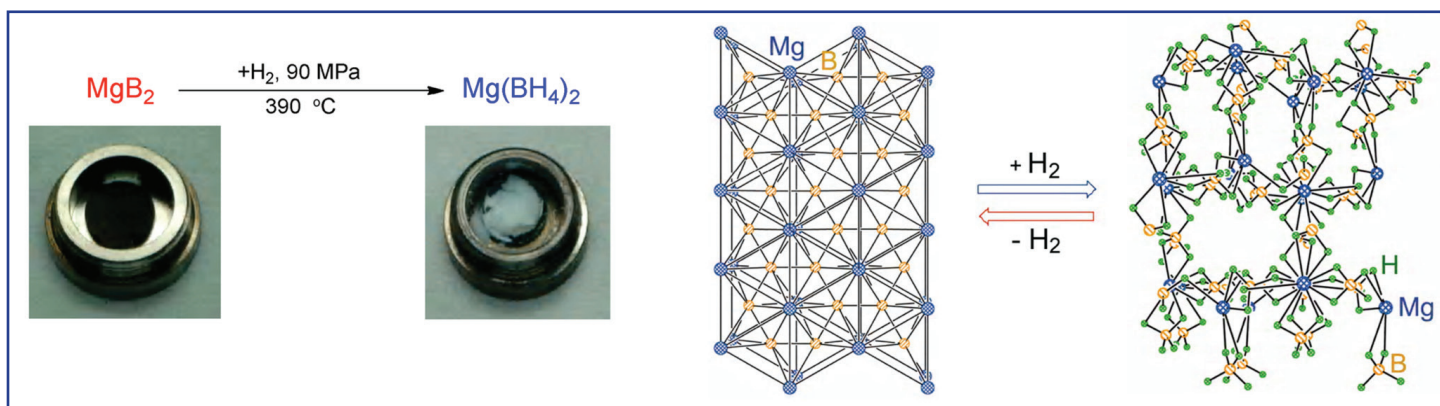 MgB₂
+H₂, 90 MPa
390 °C
Mg(BH₄)₂
Mg
B
+ H₂
- H₂
H
Mg
B